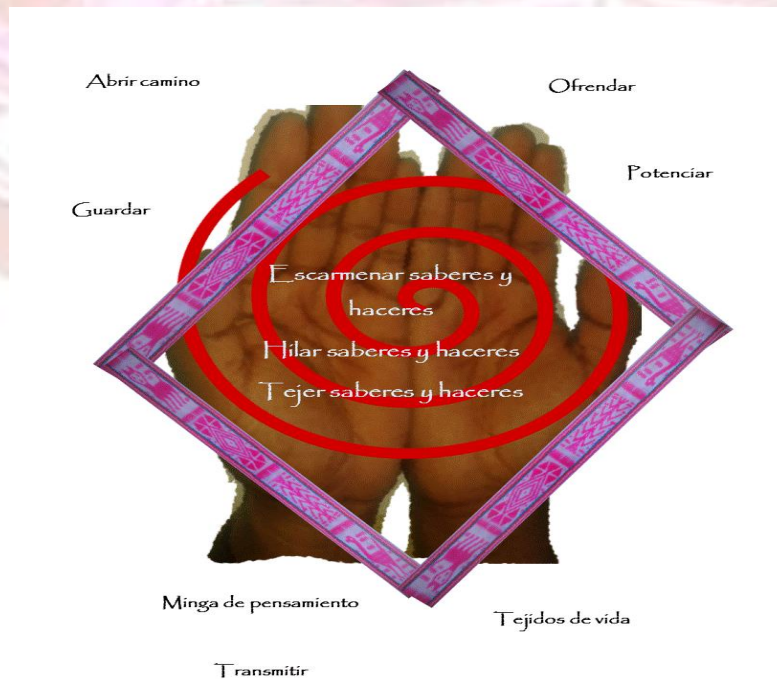 Abrir camino
Ofrendar
Potenciar
Guardar
Escarmenar saberes y
haceres
Hilar saberes y haceres
Tejer saberes y haceres
Minga de pensamiento
Tejidos de vida
Transmitir